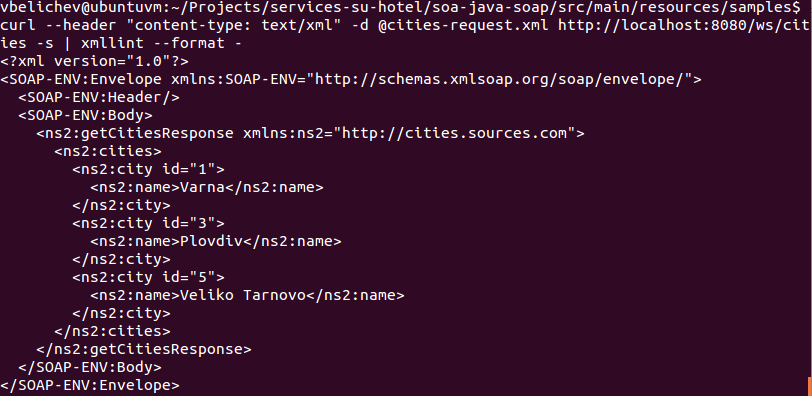 vbelichev@ubuntuvm:~/Projects/services-su-hotel/soa-java-soap/src/main/resources/samples$
curl --header "content-type: text/xml" -d @cities-request.xml http://localhost:8080/ws/cit
ies -s | xmllint --format -
<?xml version="1.0"?>
<SOAP-ENV:Envelope xmlns:SOAP-ENV="http://schemas.xmlsoap.org/soap/envelope/">
  <SOAP-ENV:Header/>
  <SOAP-ENV:Body>
    <ns2:getCitiesResponse xmlns:ns2="http://cities.sources.com">
      <ns2:cities>
        <ns2:city id="1">
          <ns2:name>Varna</ns2:name>
        </ns2:city>
        <ns2:city id="3">
          <ns2:name>Plovdiv</ns2:name>
        </ns2:city>
        <ns2:city id="5">
          <ns2:name>Veliko Tarnovo</ns2:name>
        </ns2:city>
      </ns2:cities>
    </ns2:getCitiesResponse>
  </SOAP-ENV:Body>
</SOAP-ENV:Envelope>